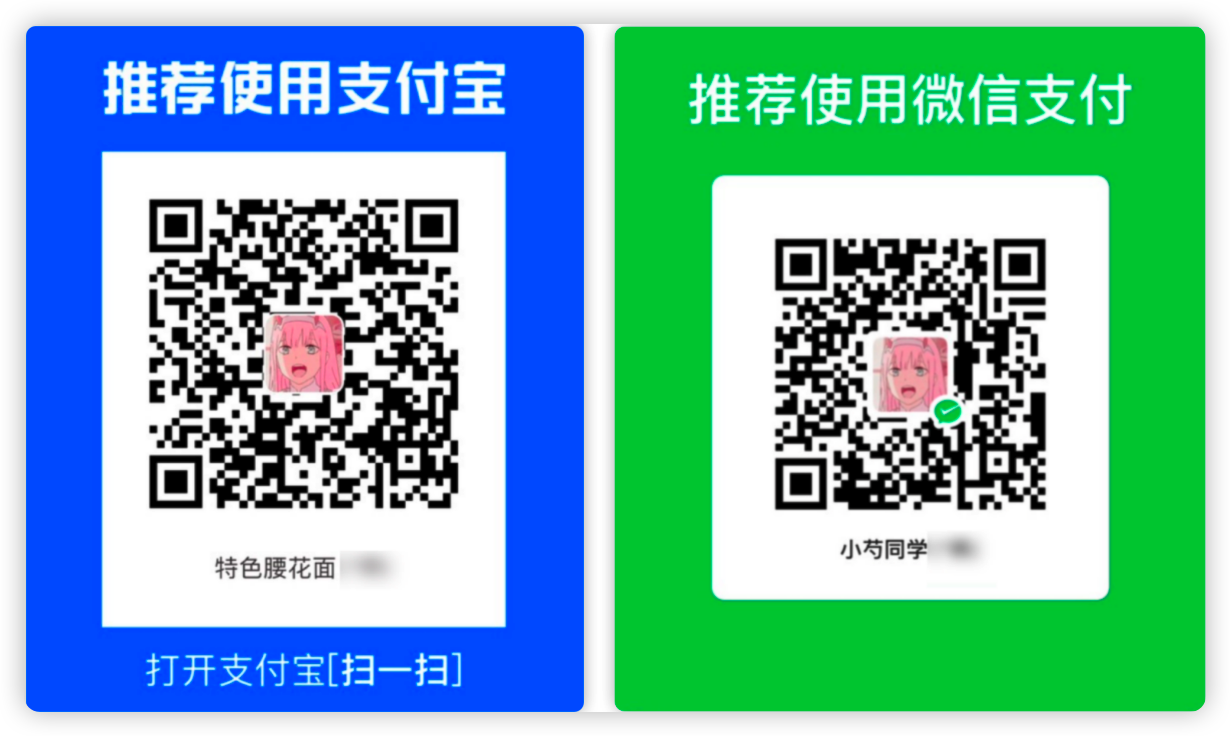 推荐使用支付宝
特色腰花面
打开支付宝[扫一扫]
推荐使用微信支付
小芍同学